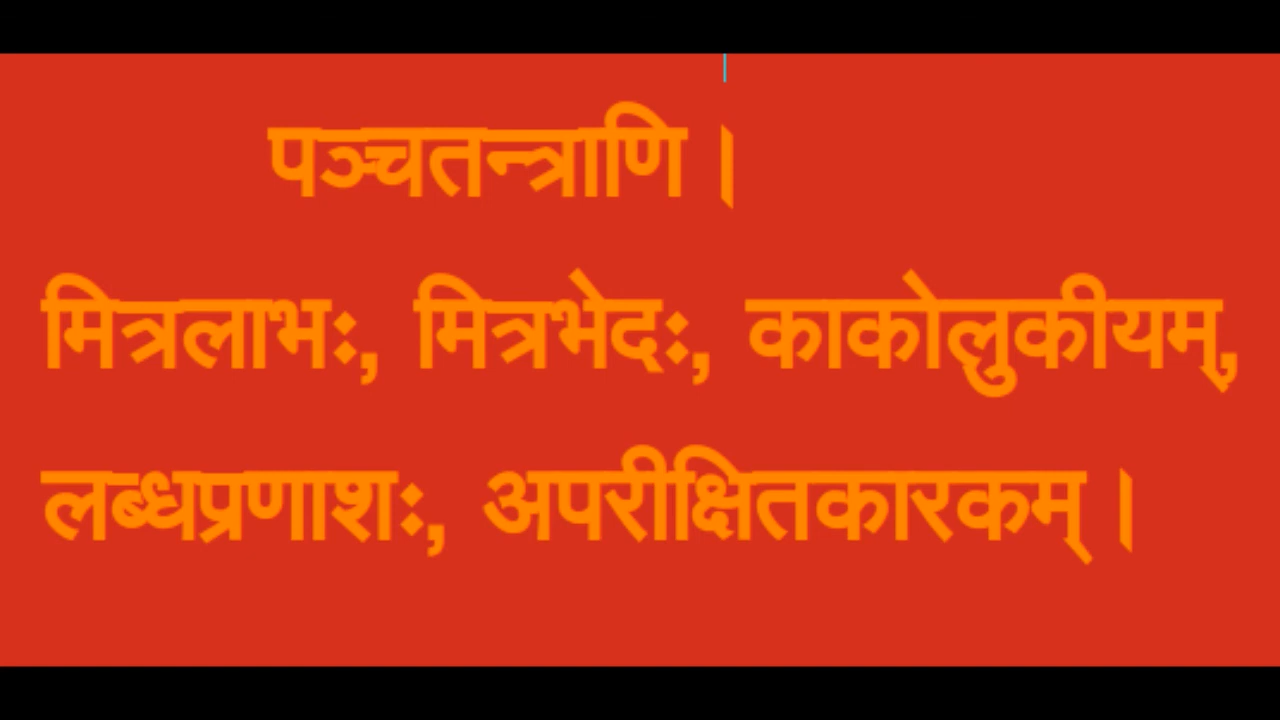 पञ्चतन्त्राणि ।
मित्रलाभः, मित्रभेदः, काकोलुकीयम्,
लब्धप्रणाशः, अपरीक्षितकारकम् ।